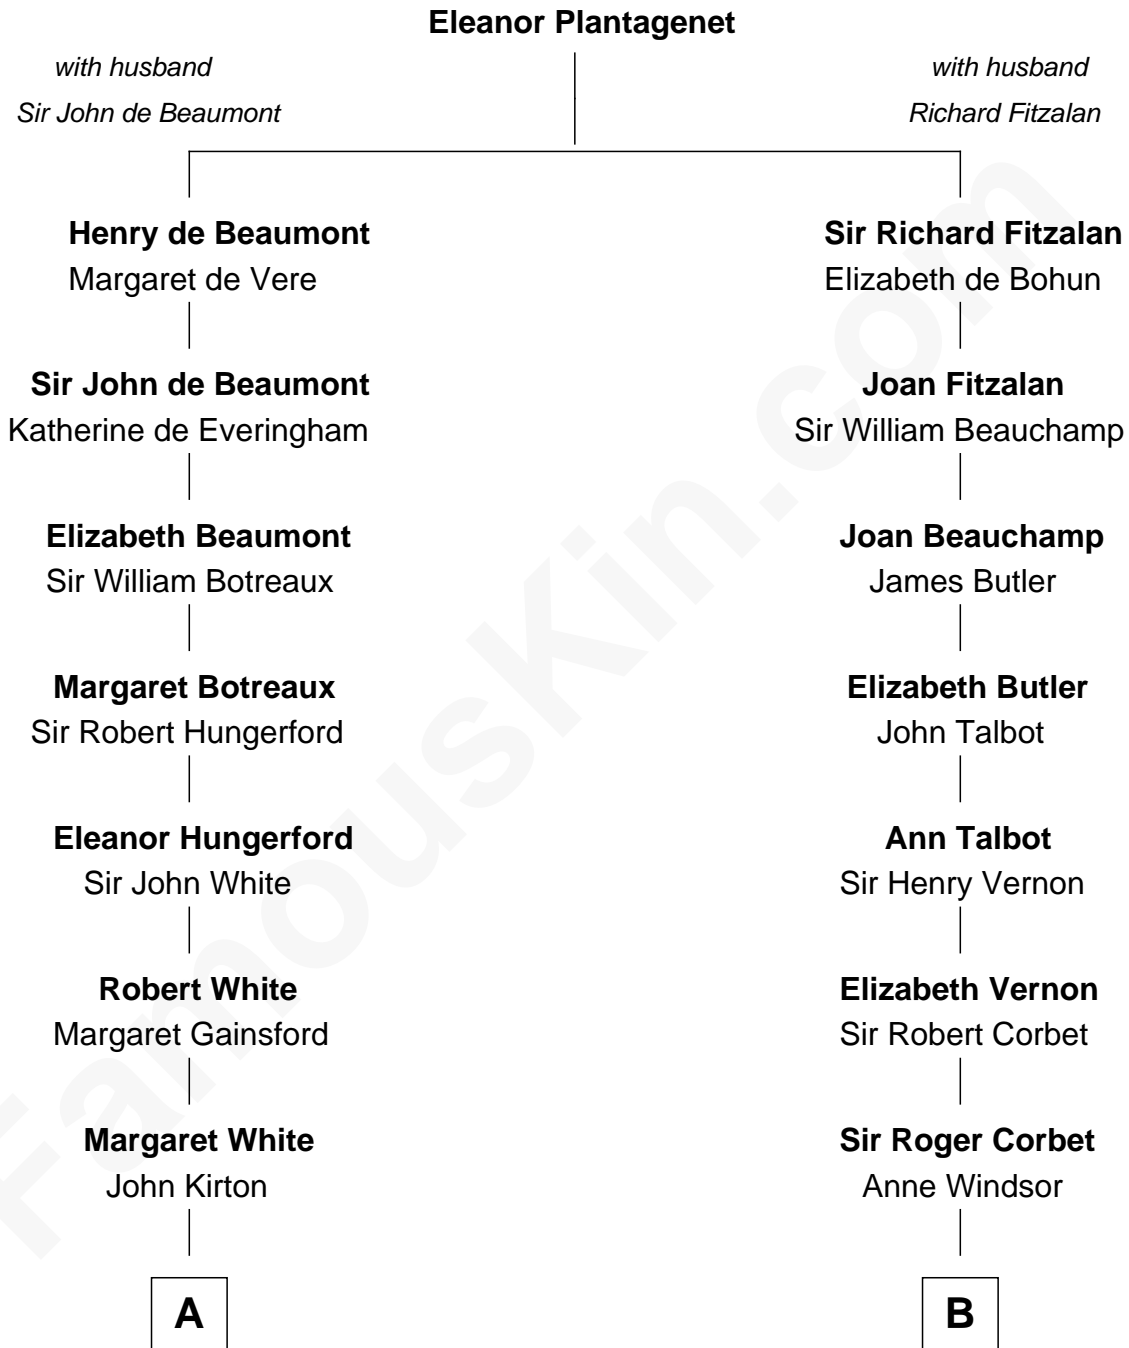 Eleanor Plantagenet
with husband
Sir John de Beaumont
with husband
Richard Fitzalan
Henry de Beaumont
Margaret de Vere
Sir Richard Fitzalan
Elizabeth de Bohun
Sir John de Beaumont
Katherine de Everingham
Joan Fitzalan
Sir William Beauchamp
Elizabeth Beaumont
Sir William Botreaux
Joan Beauchamp
James Butler
Margaret Botreaux
Sir Robert Hungerford
Elizabeth Butler
John Talbot
Eleanor Hungerford
Sir John White
Ann Talbot
Sir Henry Vernon
Robert White
Margaret Gainsford
Elizabeth Vernon
Sir Robert Corbet
Margaret White
John Kirton
Sir Roger Corbet
Anne Windsor
A
B
FamousKin.com